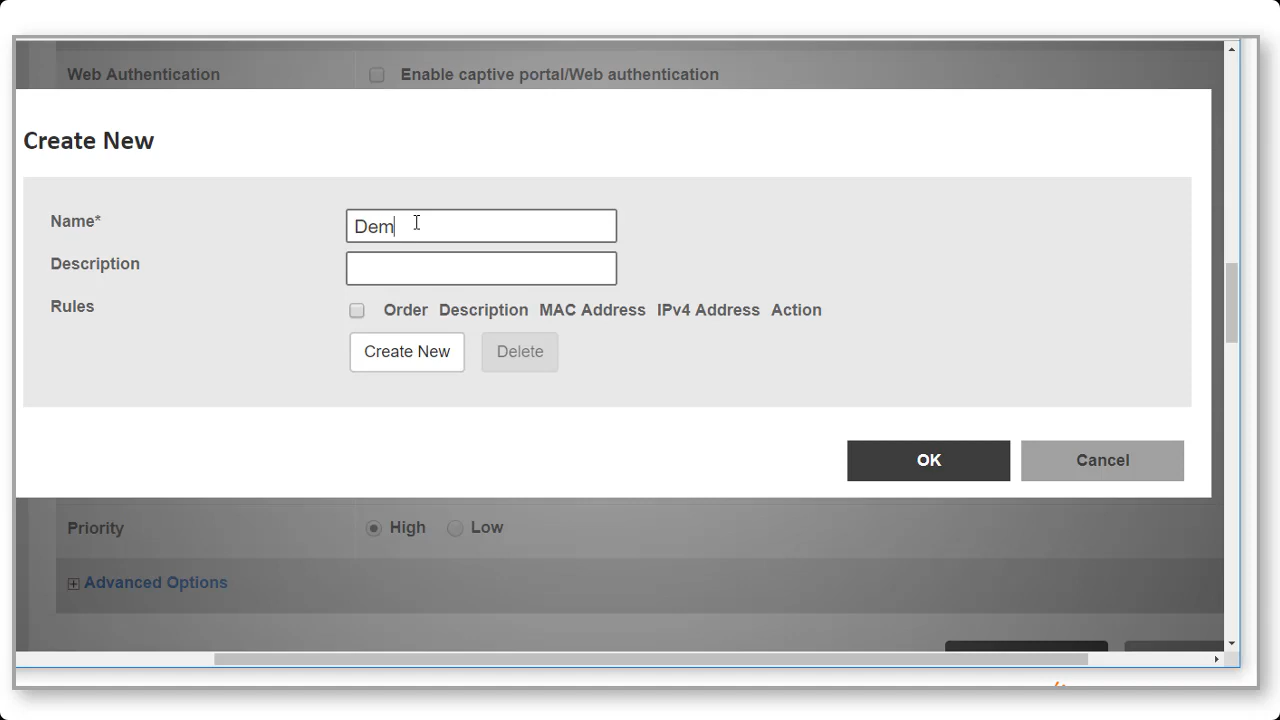 Web Authentication Enable captive portal/Web authentication
Create New
Name* Dem
Description
Rules Order Description MAC Address IPv4 Address Action
Create New Delete
OK Cancel
Priority High Low
Advanced Options